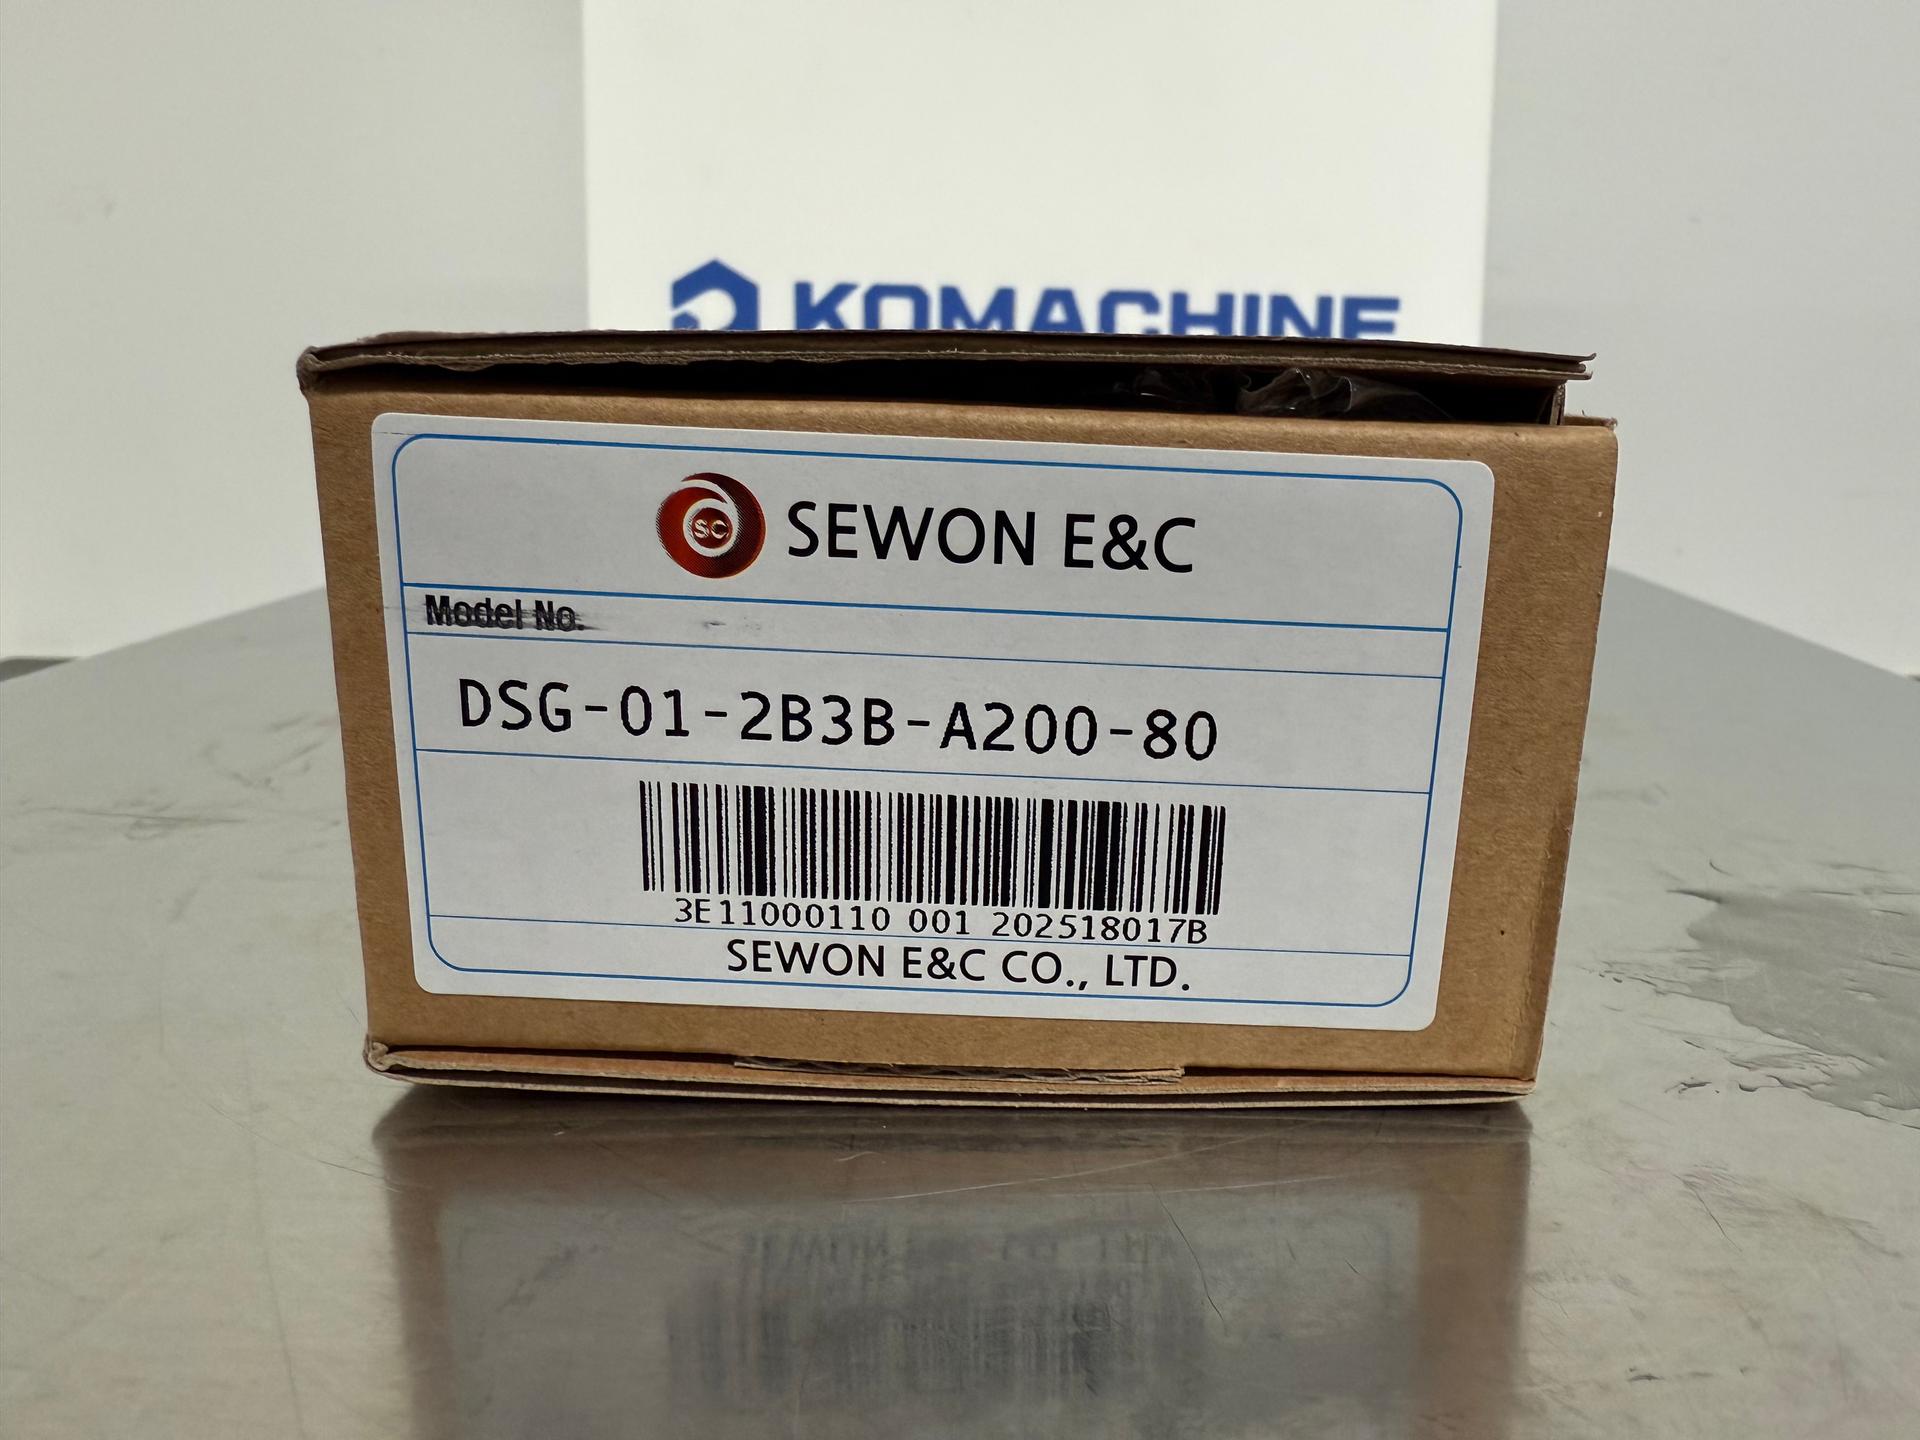 KOMACHINE
SC
SEWON E&C
Model No.
DSG-01-2B3B-A200-80
3E11000110 001 202518017B
SEWON E&C CO., LTD.